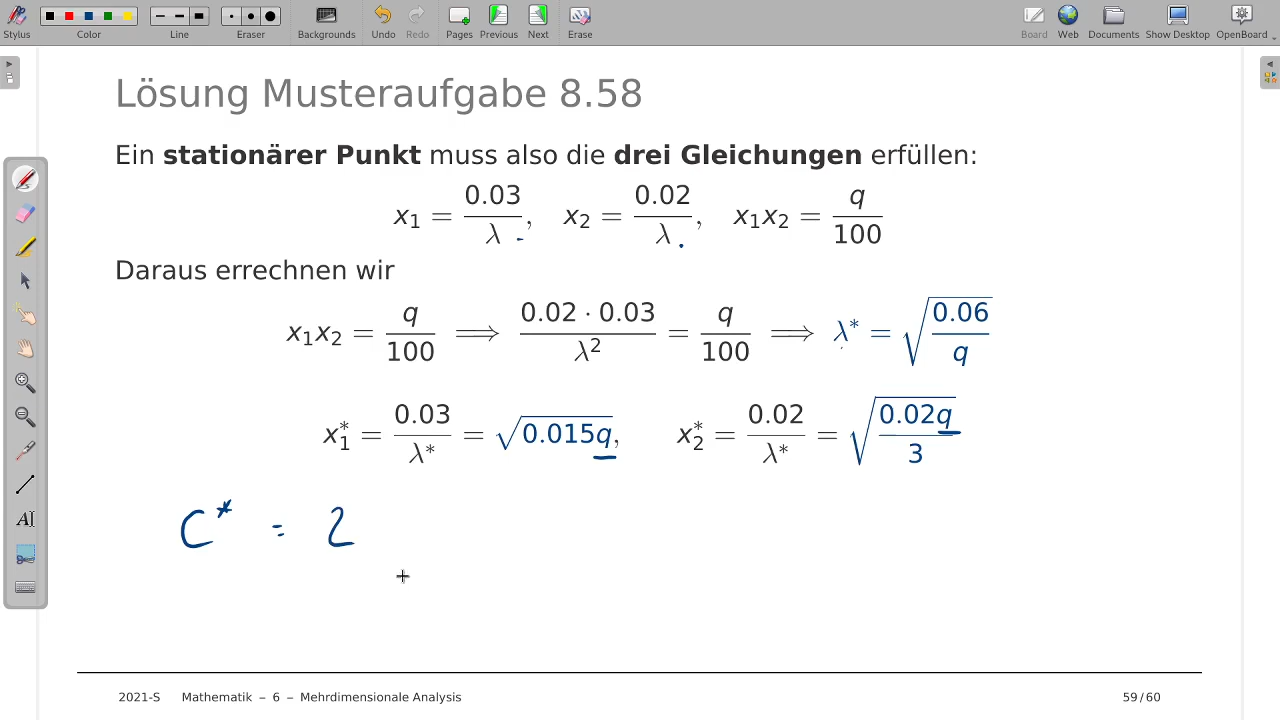 Stylus Color Line Eraser Backgrounds Undo Redo Pages Previous Next Erase Board Web Documents Show Desktop OpenBoard
Lösung Musteraufgabe 8.58
Ein stationärer Punkt muss also die drei Gleichungen erfüllen:
x₁ = 0.03/λ, x₂ = 0.02/λ, x₁x₂ = q/100
Daraus errechnen wir
x₁x₂ = q/100 ⟹ 0.02 · 0.03/λ² = q/100 ⟹ λ* = √(0.06/q)
x₁* = 0.03/λ* = √(0.015q), x₂* = 0.02/λ* = √(0.02q/3)
C* = 2
2021-S Mathematik – 6 – Mehrdimensionale Analysis 59/60